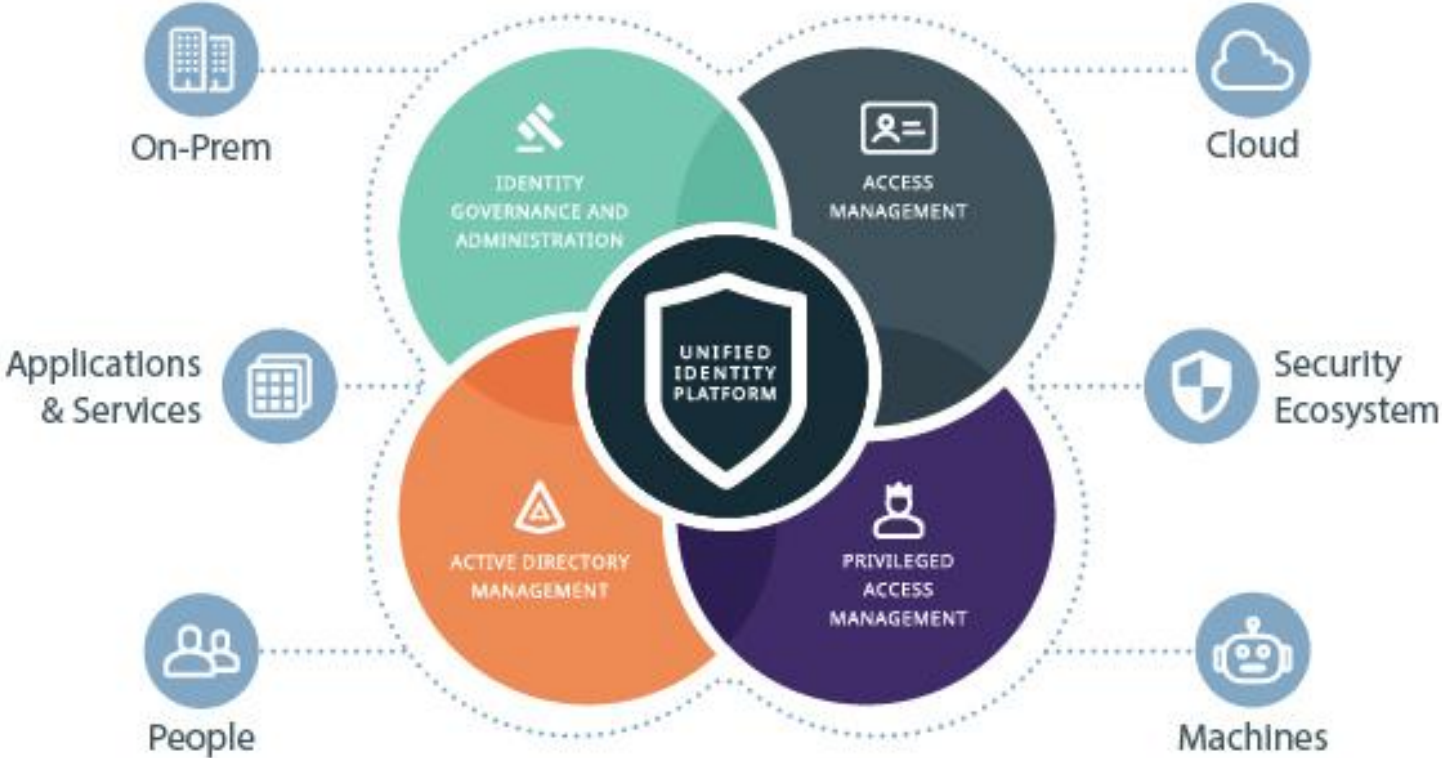 On-Prem
Cloud
IDENTITY
GOVERNANCE AND
ADMINISTRATION
ACCESS
MANAGEMENT
Applications
& Services
UNIFIED
IDENTITY
PLATFORM
Security
Ecosystem
ACTIVE DIRECTORY
MANAGEMENT
PRIVILEGED
ACCESS
MANAGEMENT
People
Machines